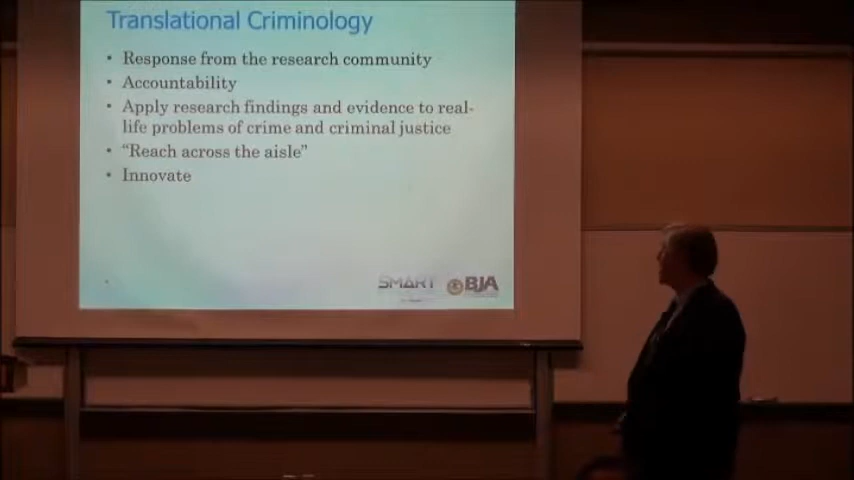 Translational Criminology
• Response from the research community
• Accountability
• Apply research findings and evidence to real-
life problems of crime and criminal justice
• “Reach across the aisle”
• Innovate
SMART BJA